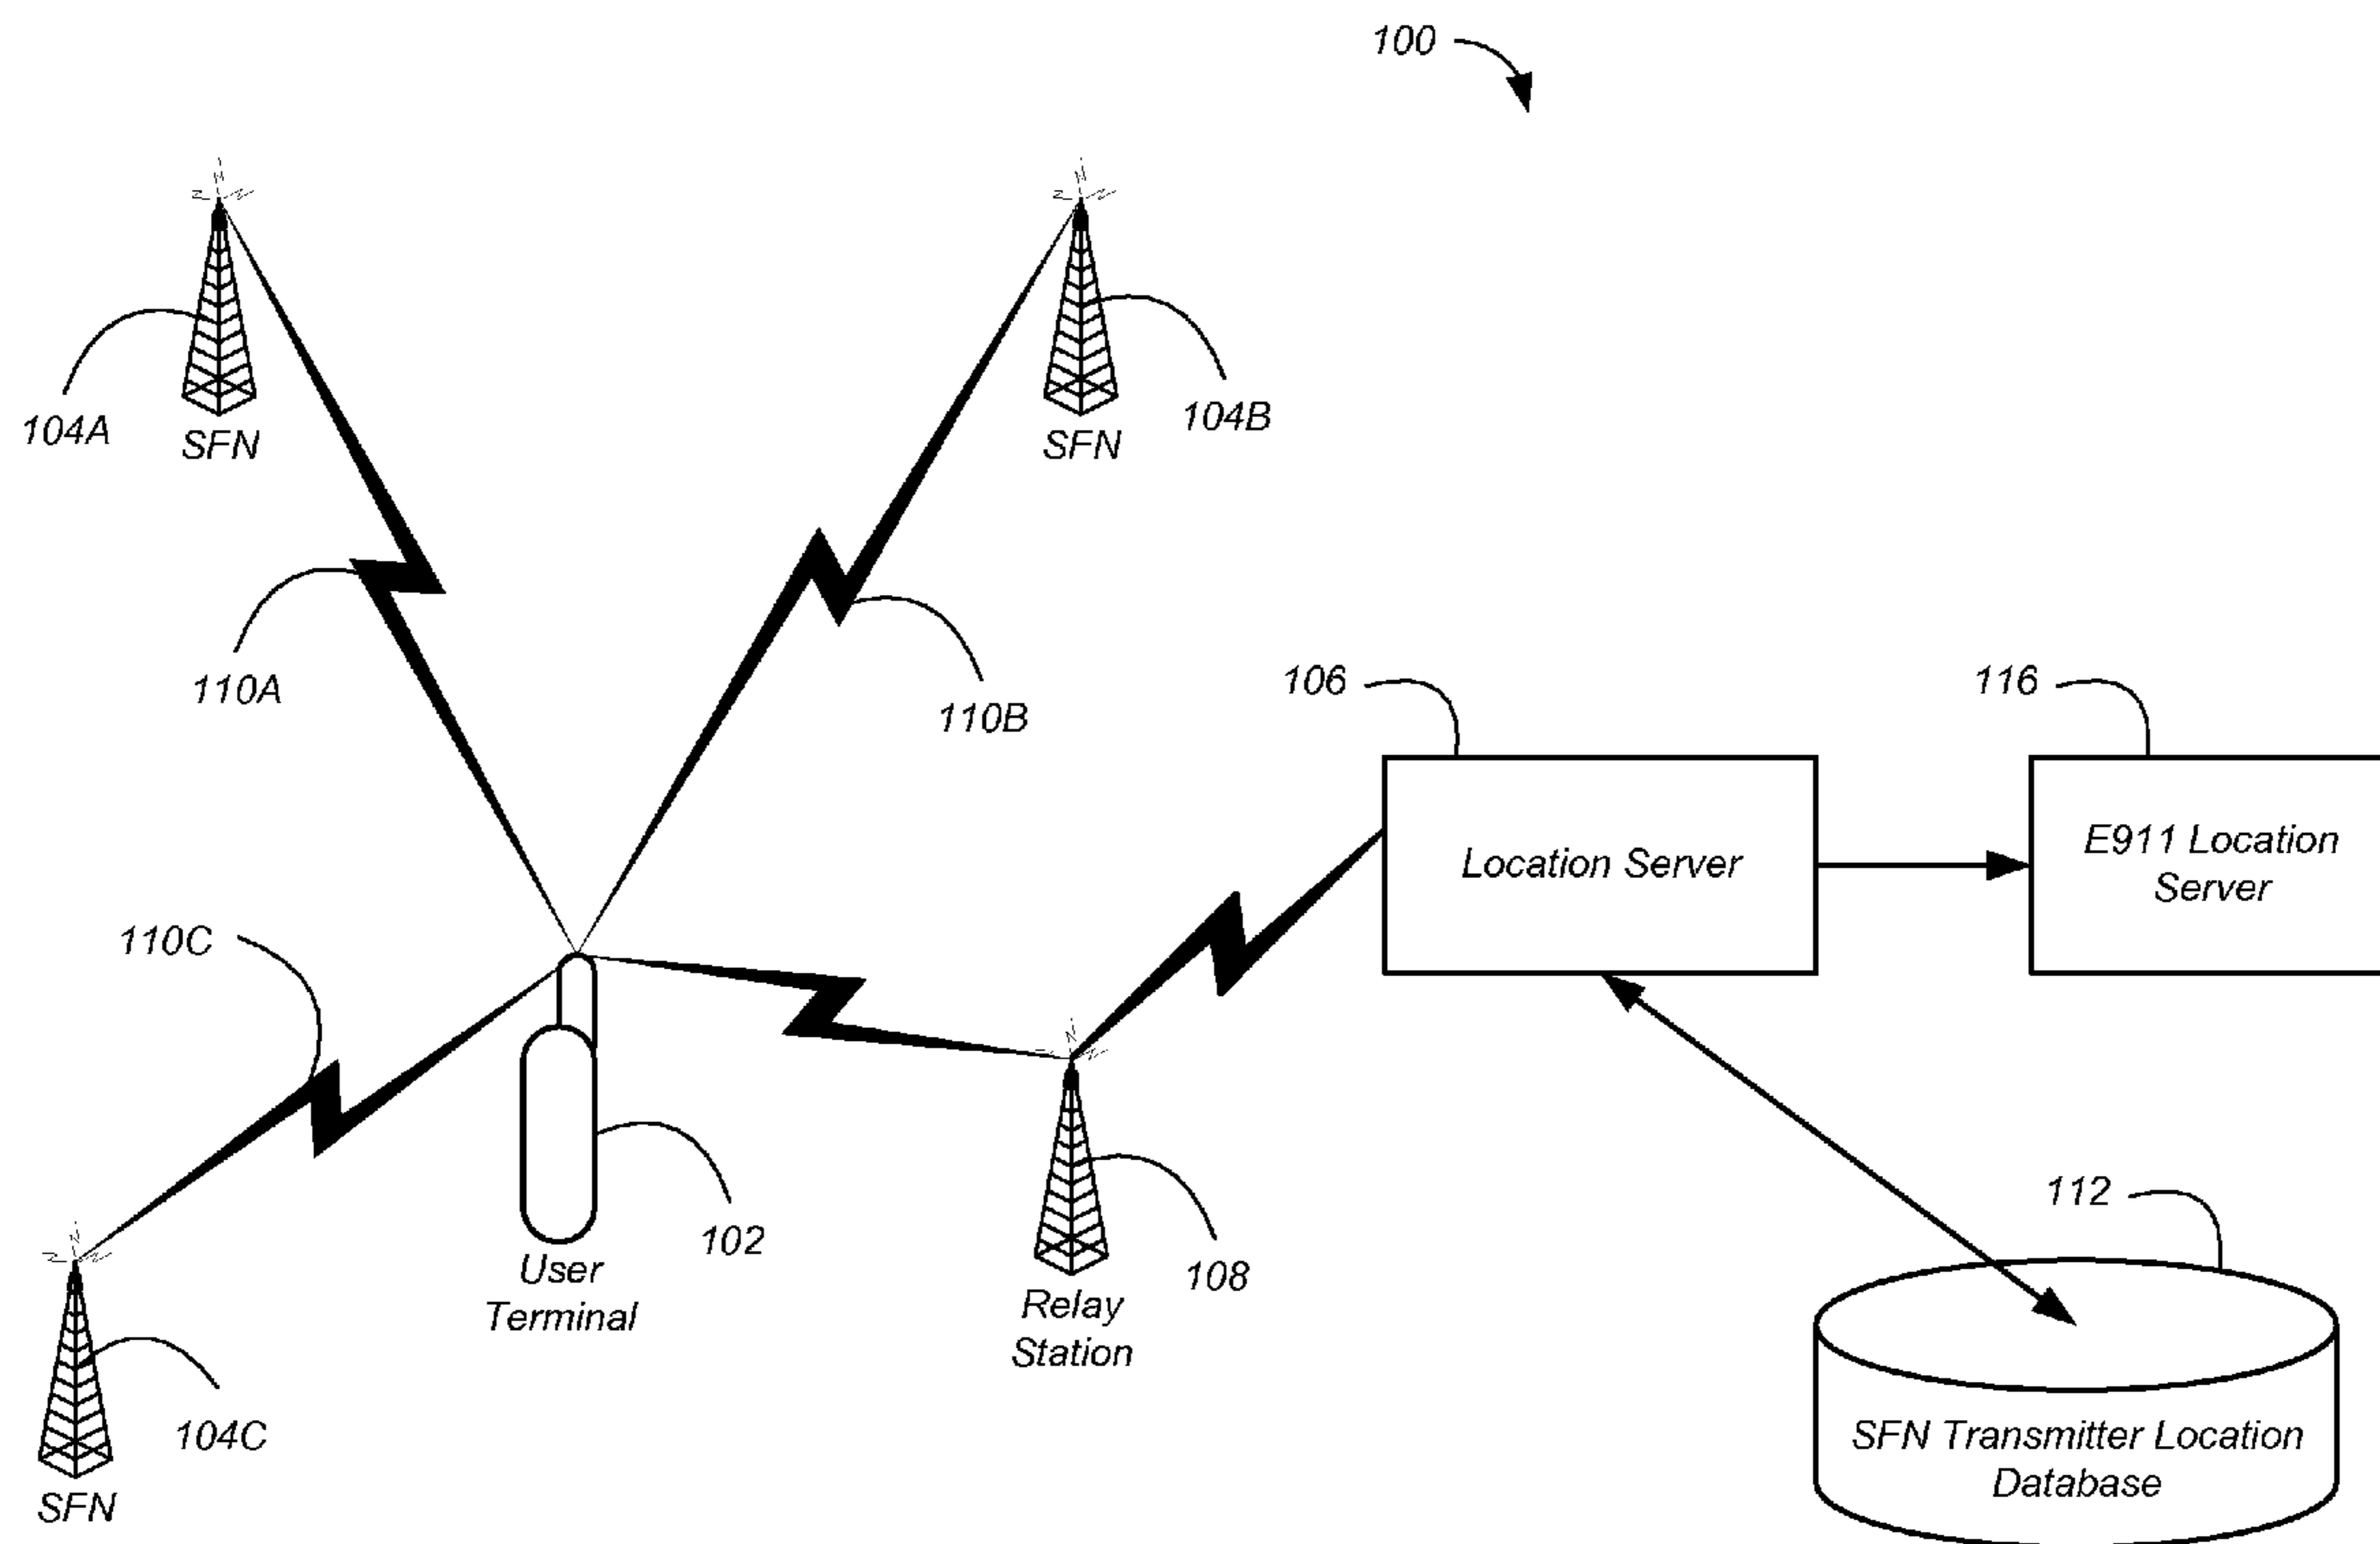 100
104A
SFN
SFN
104B
110A
110B
106
116
Location Server
E911 Location
Server
110C
102
User
Terminal
108
Relay
Station
112
104C
SFN
SFN Transmitter Location
Database